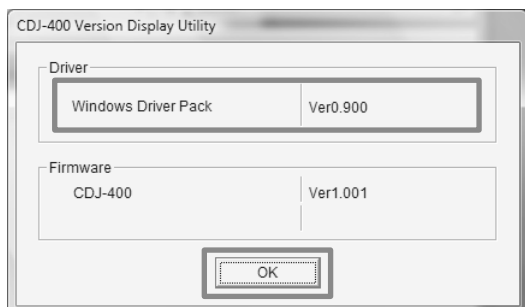 CDJ-400 Version Display Utility
Driver
Windows Driver Pack Ver0.900
Firmware
CDJ-400 Ver1.001
OK